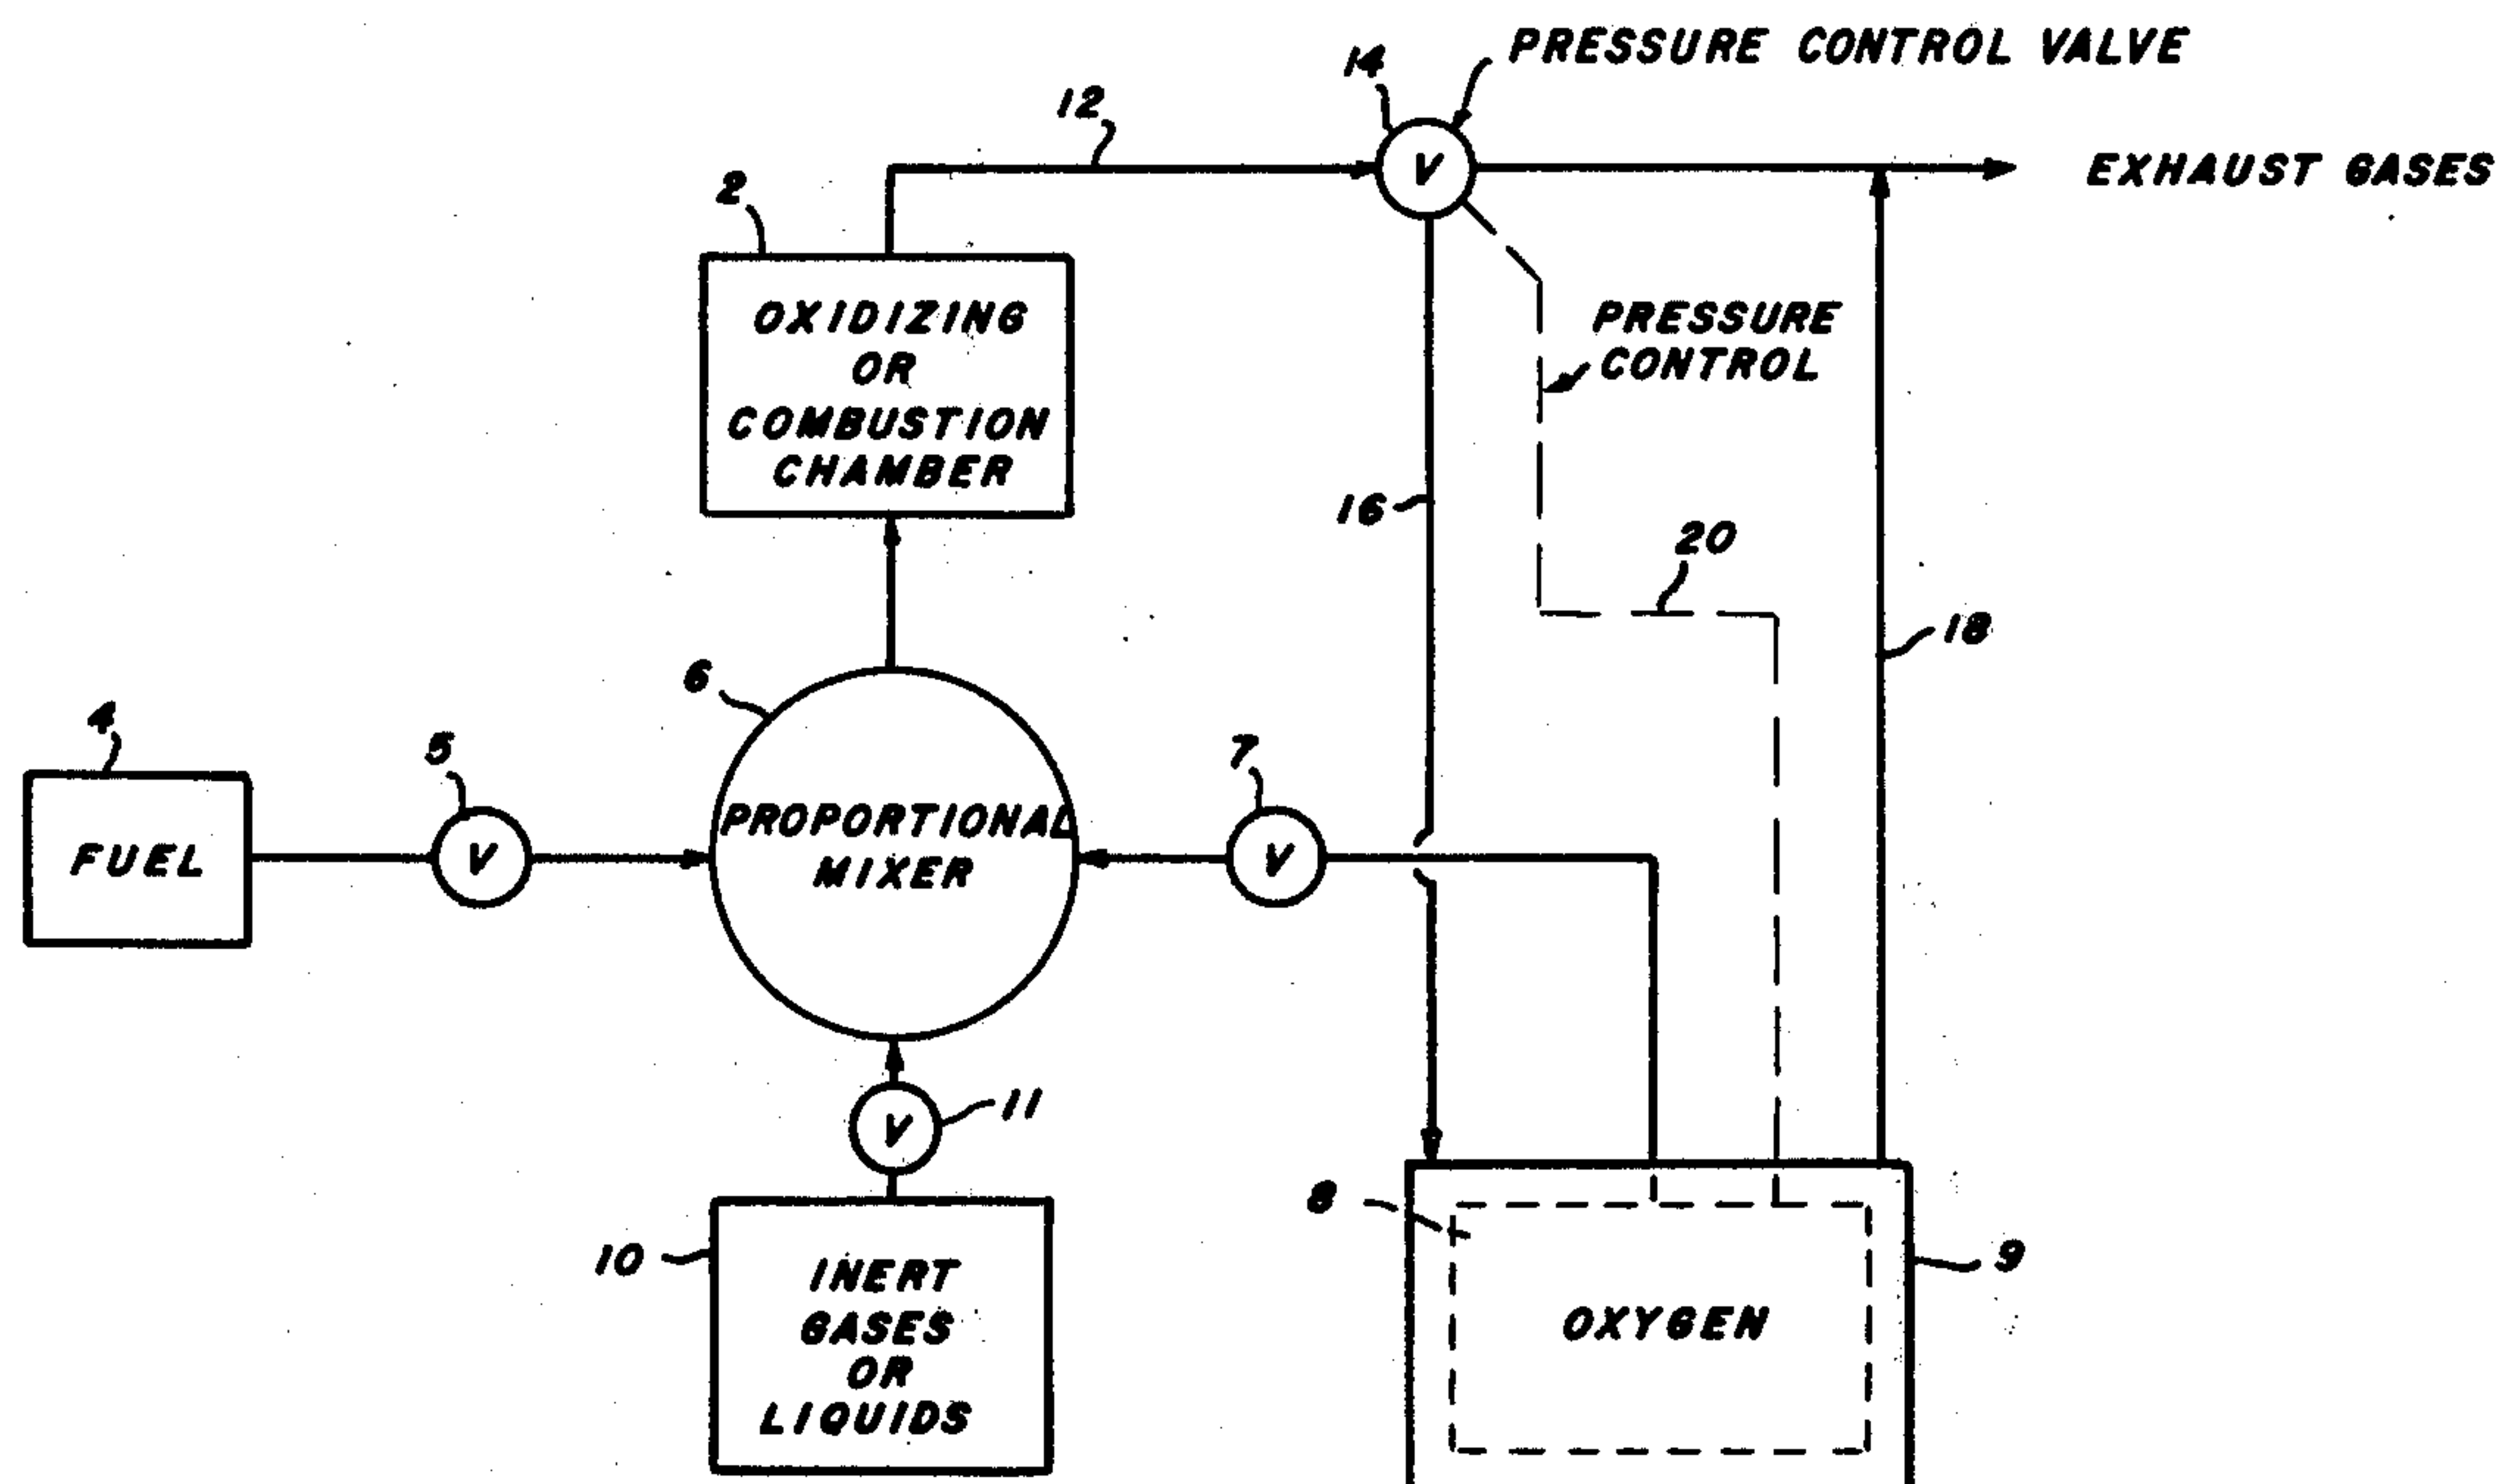 PRESSURE CONTROL VALVE
14
12
EXHAUST GASES
V
2
OXIDIZING
OR
COMBUSTION
CHAMBER
PRESSURE
CONTROL
16
20
18
6
4
5
7
FUEL
V
PROPORTIONAL
MIXER
V
11
V
8
10
9
INERT
GASES
OR
LIQUIDS
OXYGEN